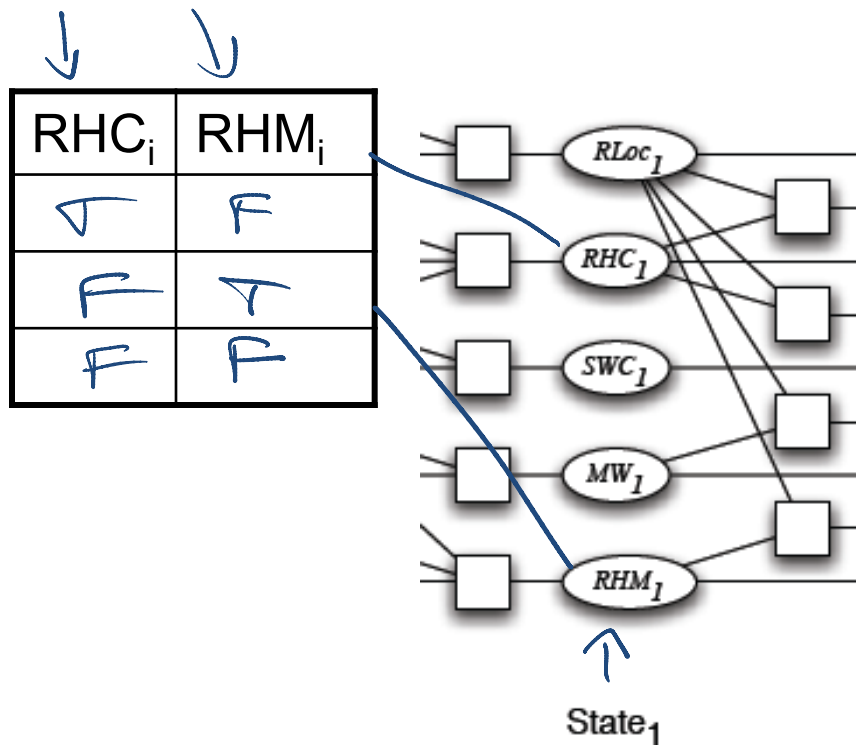 RHCi RHMi
T F
F T
F F
RLoc1
RHC1
SWC1
MW1
RHM1
State1